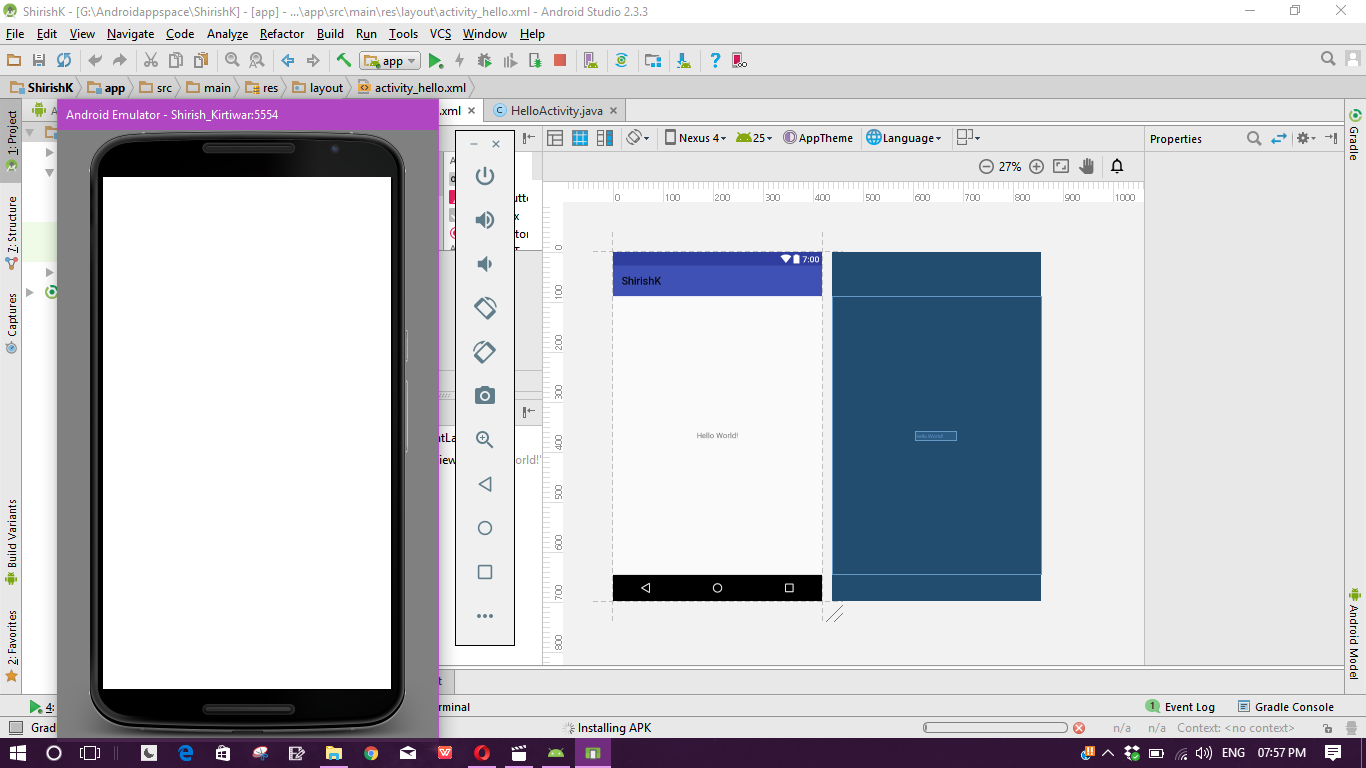 ShirishK - [G:\Androidappspace\ShirishK] - [app] - ...\app\src\main\res\layout\activity_hello.xml - Android Studio 2.3.3
File Edit View Navigate Code Analyze Refactor Build Run Tools VCS Window Help
app
ShirishK app src main res layout activity_hello.xml
Android Emulator - Shirish_Kirtiwar:5554
.xml HelloActivity.java
1: Project
7: Structure
Captures
Build Variants
2: Favorites
Nexus 4 25 AppTheme Language
27%
Properties
Gradle
Android Model
0 100 200 300 400 500 600 700 800 900 1000
0
100
200
300
400
500
600
700
800
7:00
ShirishK
Hello World!
Hello World!
4:
rminal
Event Log
1
Gradle Console
Grad
Installing APK
n/a n/a Context: <no context>
ENG 07:57 PM